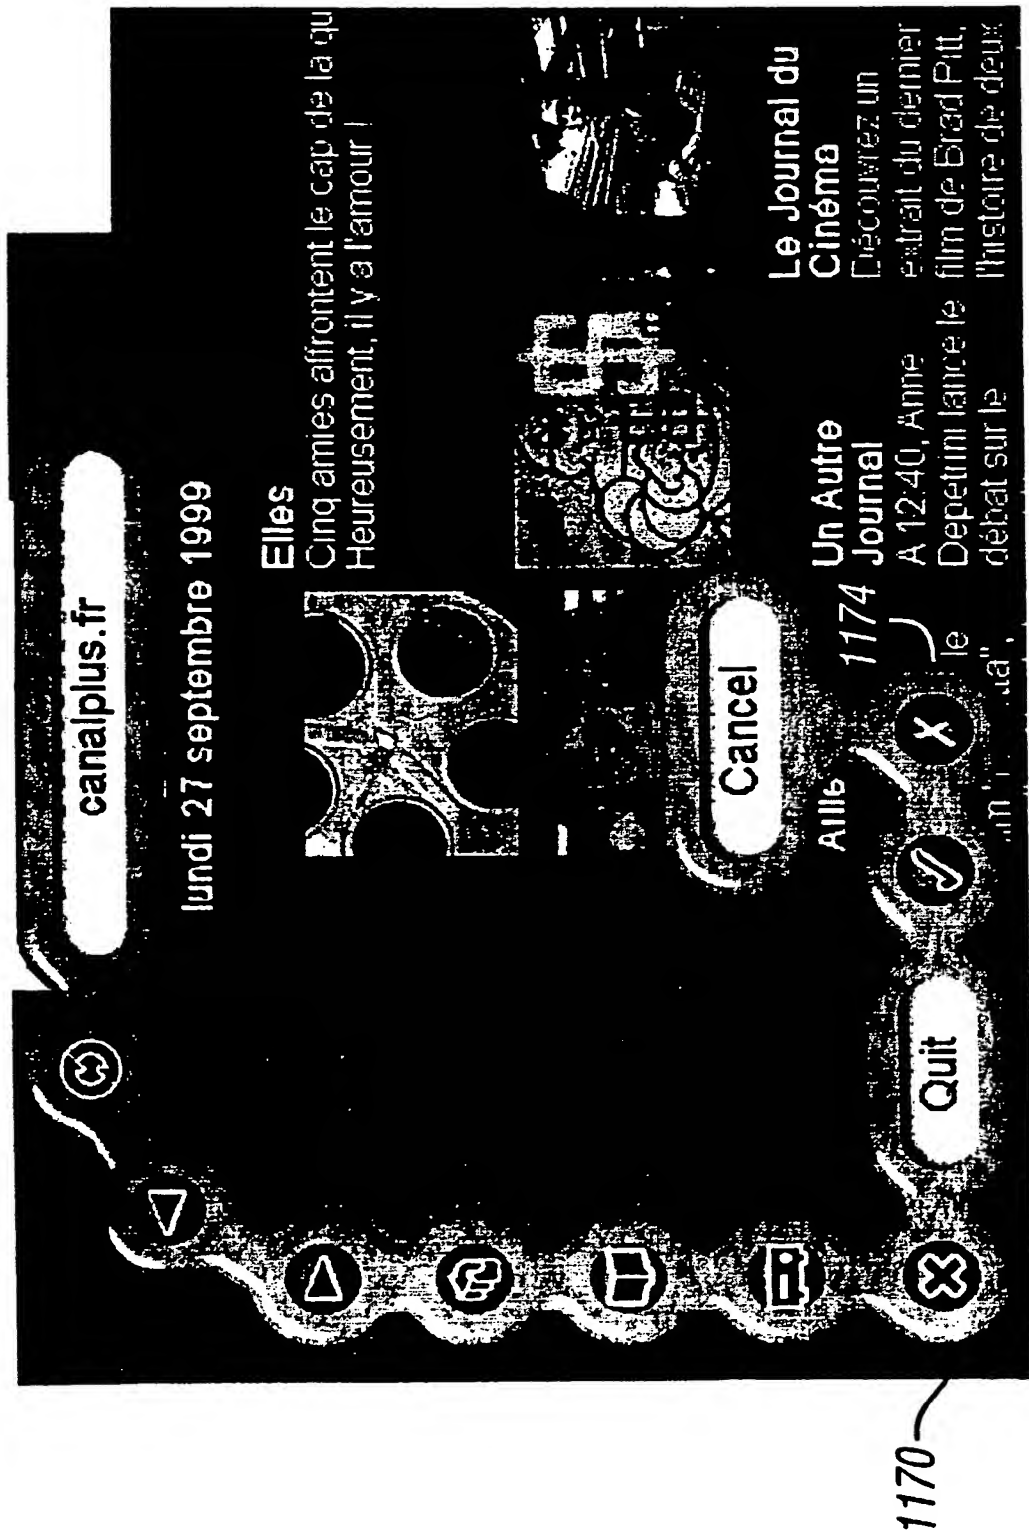 canalplus.fr
lundi 27 septembre 1999
Elles
Cinq amies affrontent le cap de la qu
Heureusement, il y a l'amour !
Cancel
Aille
1174
le
Un Autre
Journal
A 12:40, Anne
Depetrini lance le
débat sur le
Le Journal du
Cinéma
Découvrez un
extrait du dernier
film de Brad Pitt,
l'histoire de deux
Quit
1170